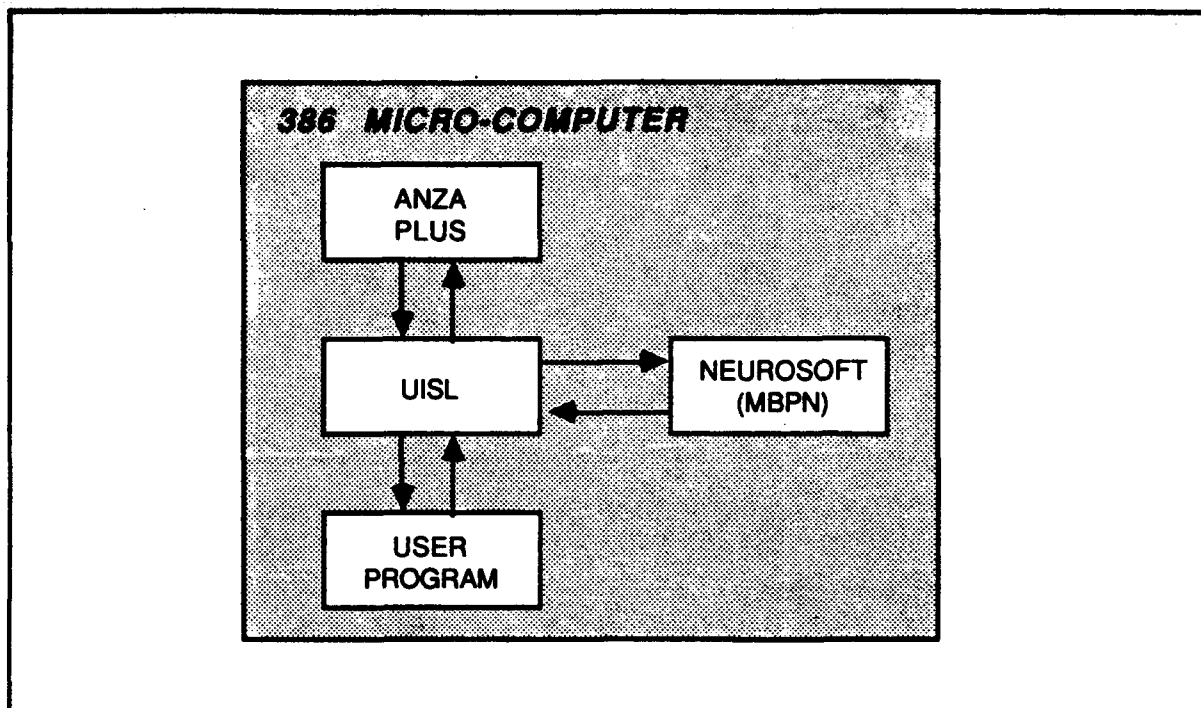 386 MICRO-COMPUTER
ANZA
PLUS
UISL
NEUROSOFT
(MBPN)
USER
PROGRAM